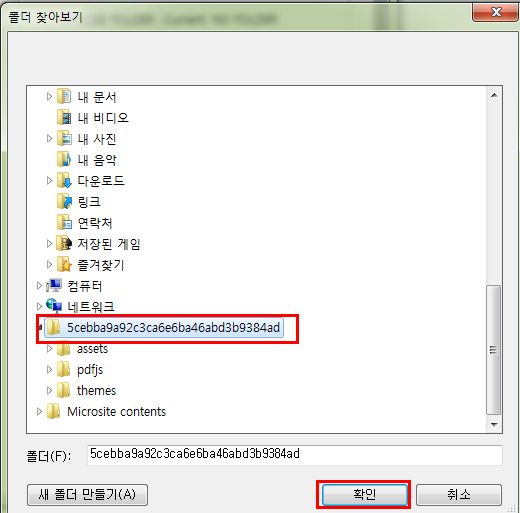 폴더 찾아보기
내 문서
내 비디오
내 사진
내 음악
다운로드
링크
연락처
저장된 게임
즐겨찾기
컴퓨터
네트워크
5cebba9a92c3ca6e6ba46abd3b9384ad
assets
pdfjs
themes
Microsite contents
폴더(F): 5cebba9a92c3ca6e6ba46abd3b9384ad
새 폴더 만들기(A) 확인 취소